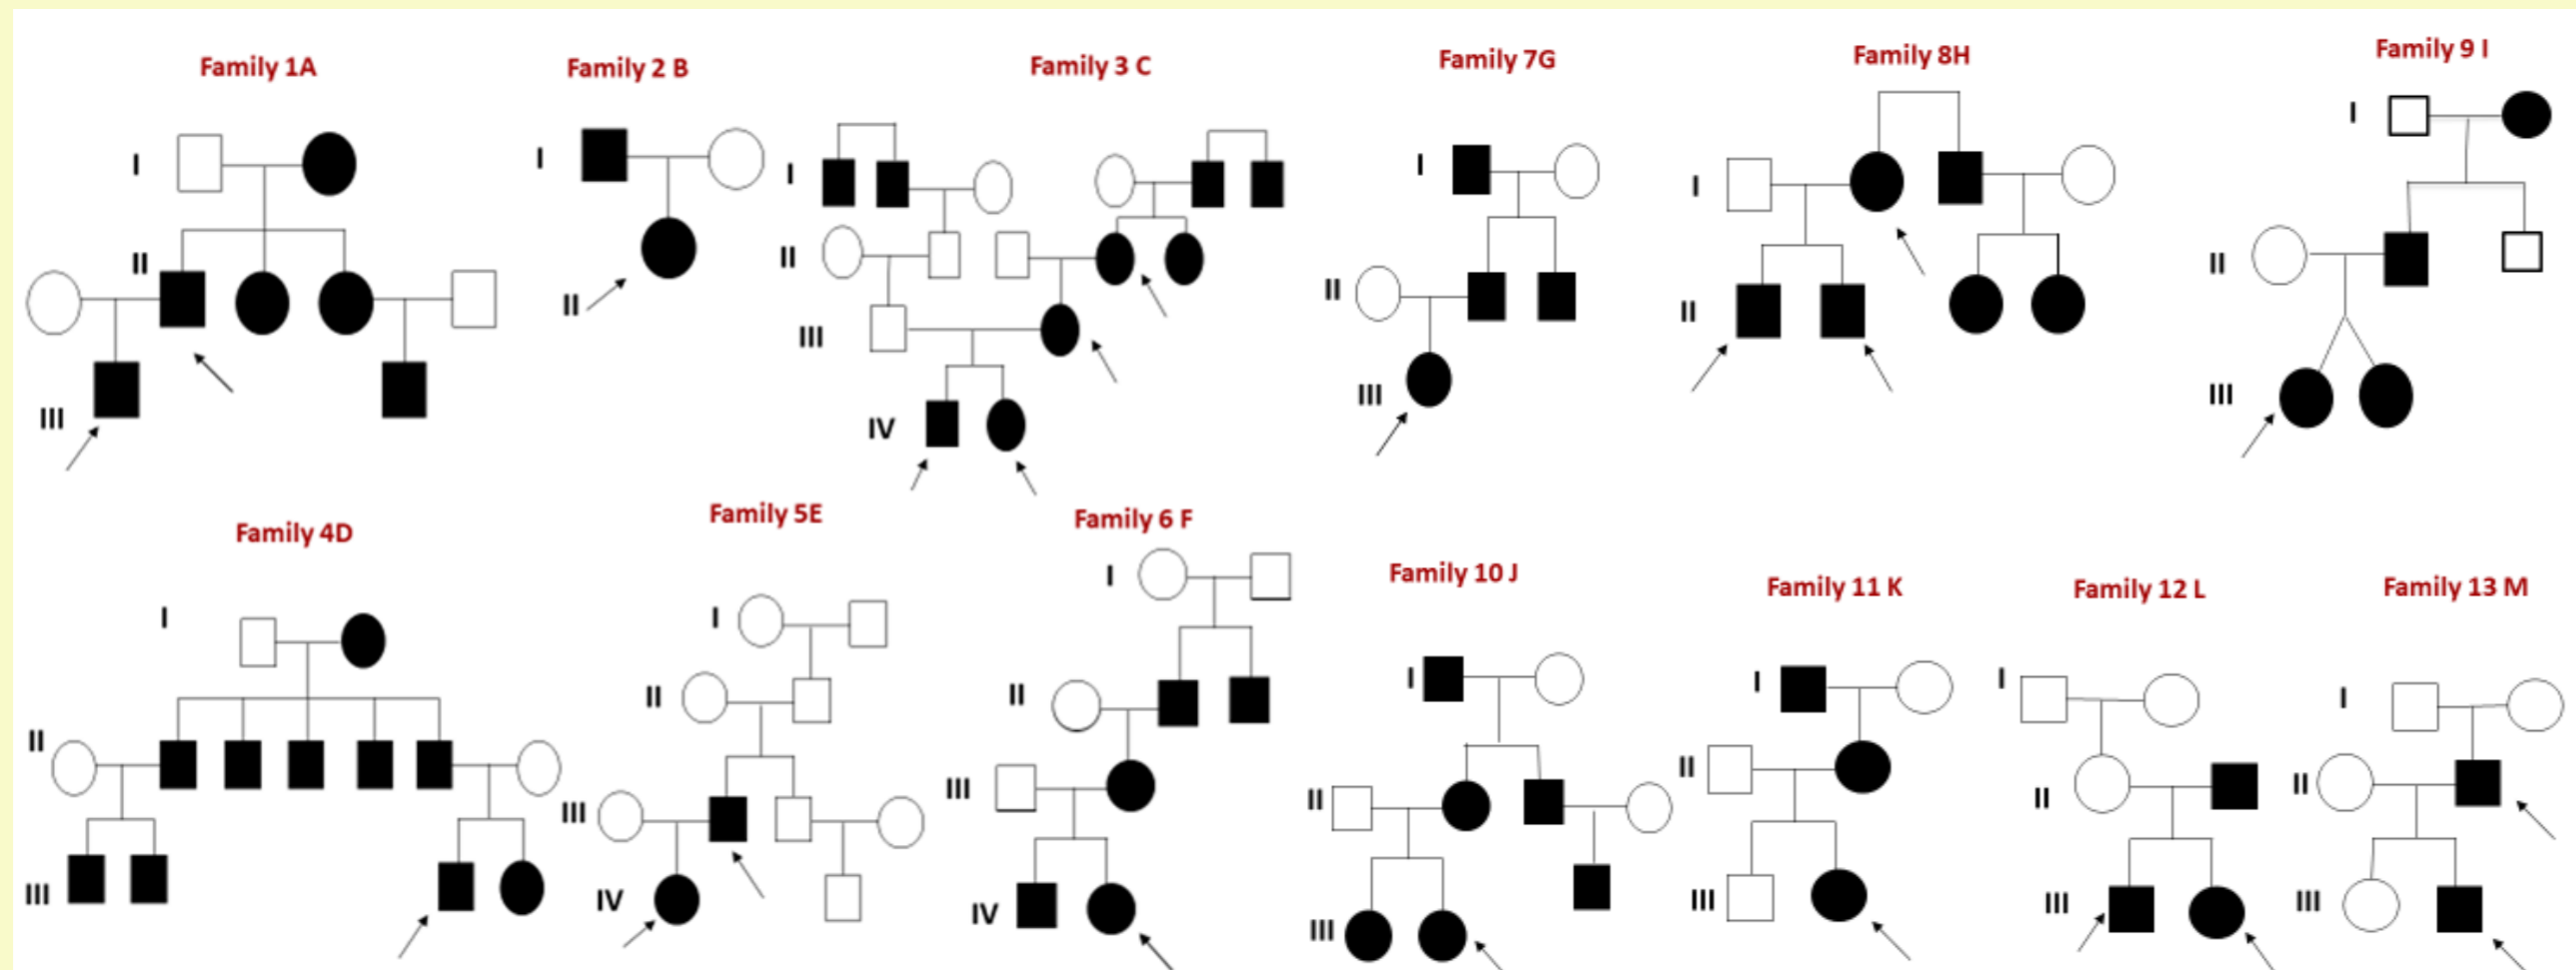 Family 1A
I
II
III
Family 2 B
I
II
Family 3 C
I
II
III
IV
Family 7G
I
II
III
Family 8H
I
II
Family 9 I
I
II
III
Family 4D
I
II
III
Family 5E
I
II
III
IV
Family 6 F
I
II
III
IV
Family 10 J
I
II
III
Family 11 K
I
II
III
Family 12 L
I
II
III
Family 13 M
I
II
III